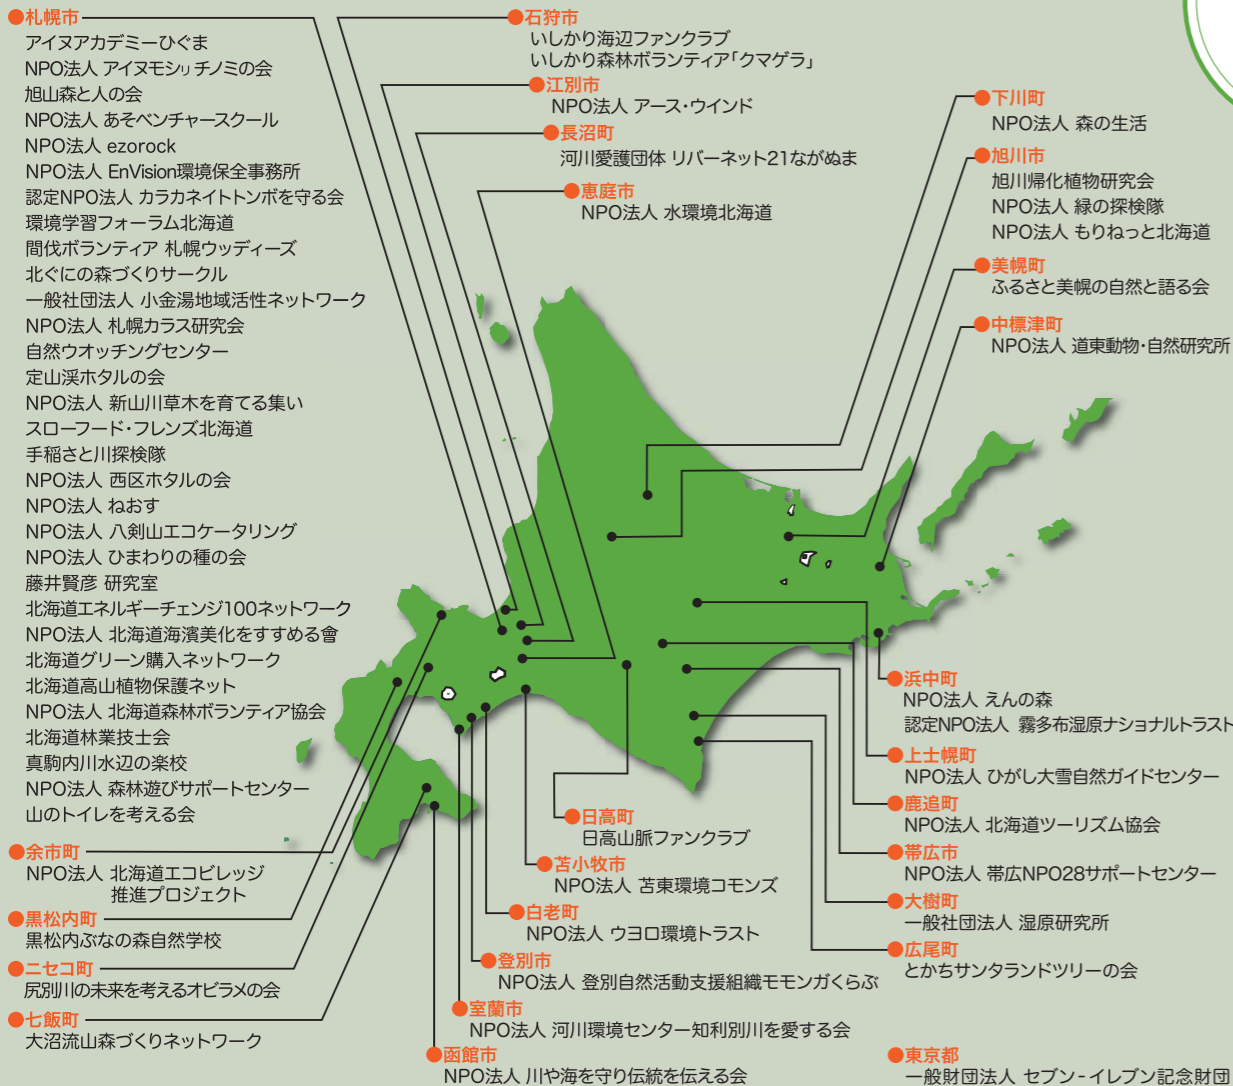 ●札幌市
アイヌアカデミーひぐま
NPO法人 アイヌモシㇼチノミの会
旭山森と人の会
NPO法人 あそベンチャースクール
NPO法人 ezorock
NPO法人 EnVision環境保全事務所
認定NPO法人 カラカネイトトンボを守る会
環境学習フォーラム北海道
間伐ボランティア 札幌ウッディーズ
北ぐにの森づくりサークル
一般社団法人 小金湯地域活性ネットワーク
NPO法人 札幌カラス研究会
自然ウオッチングセンター
定山渓ホタルの会
NPO法人 新山川草木を育てる集い
スローフード・フレンズ北海道
手稲さと川探検隊
NPO法人 西区ホタルの会
NPO法人 ねおす
NPO法人 八剣山エコケータリング
NPO法人 ひまわりの種の会
藤井賢彦 研究室
北海道エネルギーチェンジ100ネットワーク
NPO法人 北海道海濱美化をすすめる會
北海道グリーン購入ネットワーク
北海道高山植物保護ネット
NPO法人 北海道森林ボランティア協会
北海道林業技士会
真駒内川水辺の楽校
NPO法人 森林遊びサポートセンター
山のトイレを考える会
●余市町
NPO法人 北海道エコビレッジ
推進プロジェクト
●黒松内町
黒松内ぶなの森自然学校
●ニセコ町
尻別川の未来を考えるオビラメの会
●七飯町
大沼流山森づくりネットワーク
●石狩市
いしかり海辺ファンクラブ
いしかり森林ボランティア「クマゲラ」
●江別市
NPO法人 アース・ウインド
●長沼町
河川愛護団体 リバーネット21ながぬま
●恵庭市
NPO法人 水環境北海道
●下川町
NPO法人 森の生活
●旭川市
旭川帰化植物研究会
NPO法人 緑の探検隊
NPO法人 もりねっと北海道
●美幌町
ふるさと美幌の自然と語る会
●中標津町
NPO法人 道東動物・自然研究所
●浜中町
NPO法人 えんの森
認定NPO法人 霧多布湿原ナショナルトラスト
●上士幌町
NPO法人 ひがし大雪自然ガイドセンター
●鹿追町
NPO法人 北海道ツーリズム協会
●帯広市
NPO法人 帯広NPO28サポートセンター
●大樹町
一般社団法人 湿原研究所
●広尾町
とかちサンタランドツリーの会
●日高町
日高山脈ファンクラブ
●苫小牧市
NPO法人 苫東環境コモンズ
●白老町
NPO法人 ウヨロ環境トラスト
●登別市
NPO法人 登別自然活動支援組織モモンガくらぶ
●室蘭市
NPO法人 河川環境センター知利別川を愛する会
●函館市
NPO法人 川や海を守り伝統を伝える会
●東京都
一般財団法人 セブン-イレブン記念財団